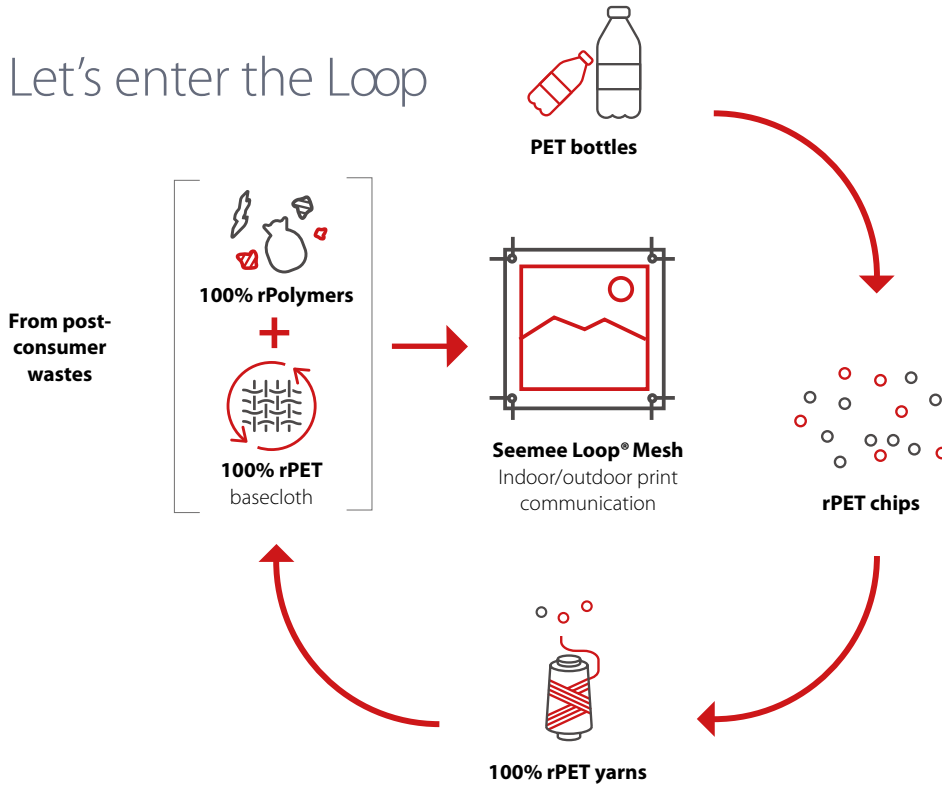 Let's enter the Loop
PET bottles
100% rPolymers
+
From post-
consumer
wastes
100% rPET
basecloth
Seemee Loop® Mesh
Indoor/outdoor print
communication
rPET chips
100% rPET yarns